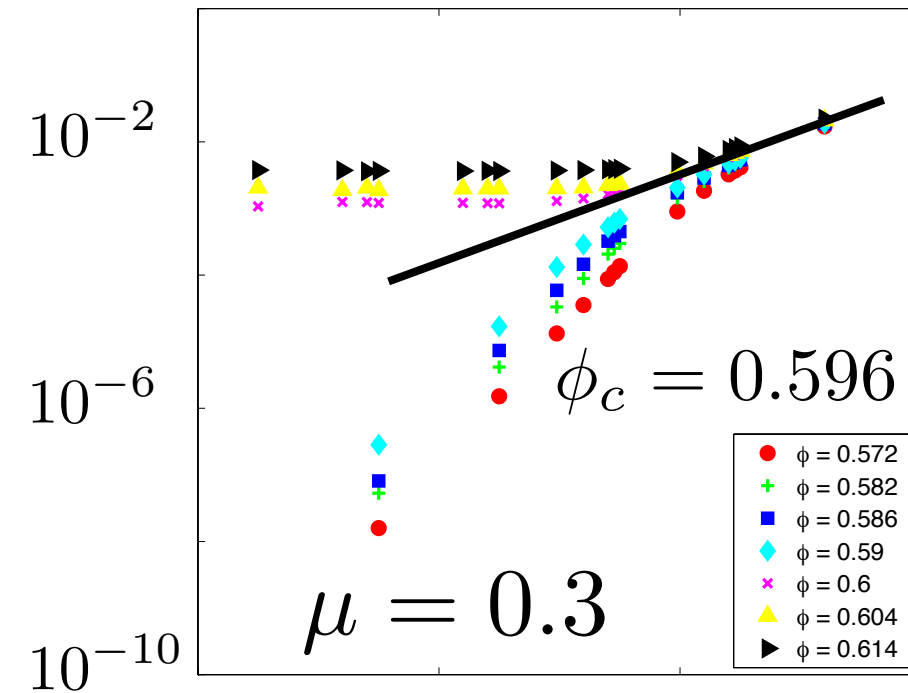 10⁻²
10⁻⁶
10⁻¹⁰
ϕ_c = 0.596
μ = 0.3
ϕ = 0.572
ϕ = 0.582
ϕ = 0.586
ϕ = 0.59
ϕ = 0.6
ϕ = 0.604
ϕ = 0.614